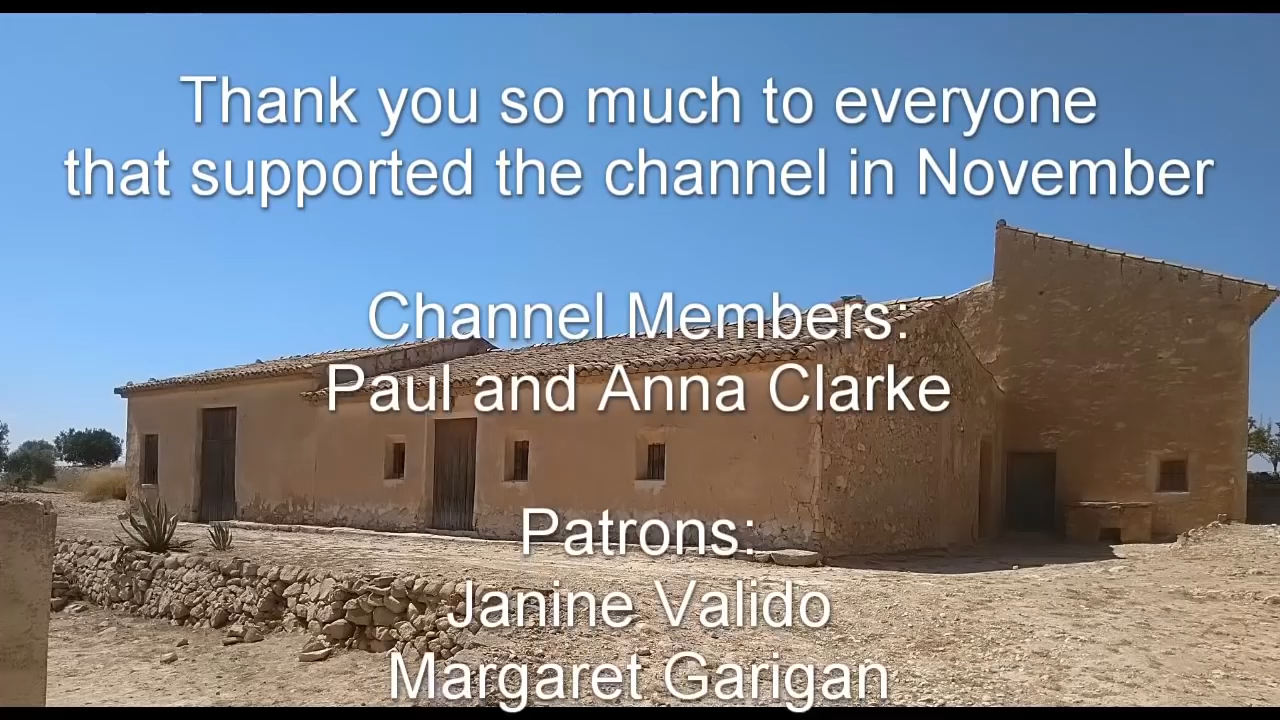 Thank you so much to everyone
that supported the channel in November
Channel Members:
Paul and Anna Clarke
Patrons:
Janine Valido
Margaret Garigan